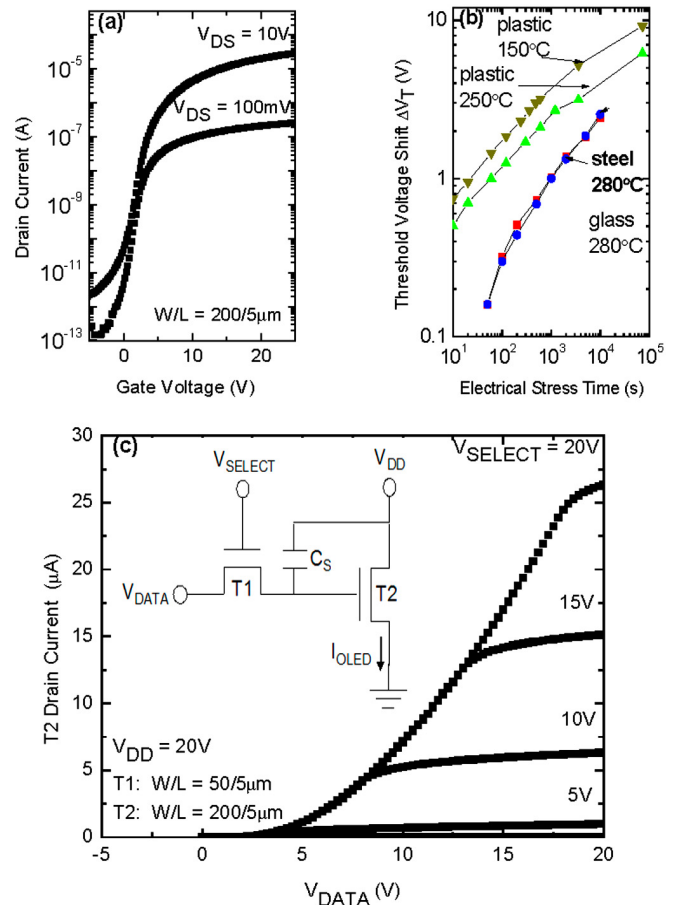 (a)
V_DS = 10V
V_DS = 100mV
W/L = 200/5μm
10^-5
10^-7
10^-9
10^-11
10^-13
Drain Current (A)
0 10 20
Gate Voltage (V)
(b)
plastic
150°C
plastic
250°C
steel
280°C
glass
280°C
10
1
0.1
Threshold Voltage Shift ΔV_T (V)
10^1 10^2 10^3 10^4 10^5
Electrical Stress Time (s)
(c)
V_SELECT = 20V
15V
10V
5V
V_SELECT
V_DD
C_S
V_DATA
T1
T2
I_OLED
V_DD = 20V
T1: W/L = 50/5μm
T2: W/L = 200/5μm
30
25
20
15
10
5
0
T2 Drain Current (μA)
-5 0 5 10 15 20
V_DATA (V)